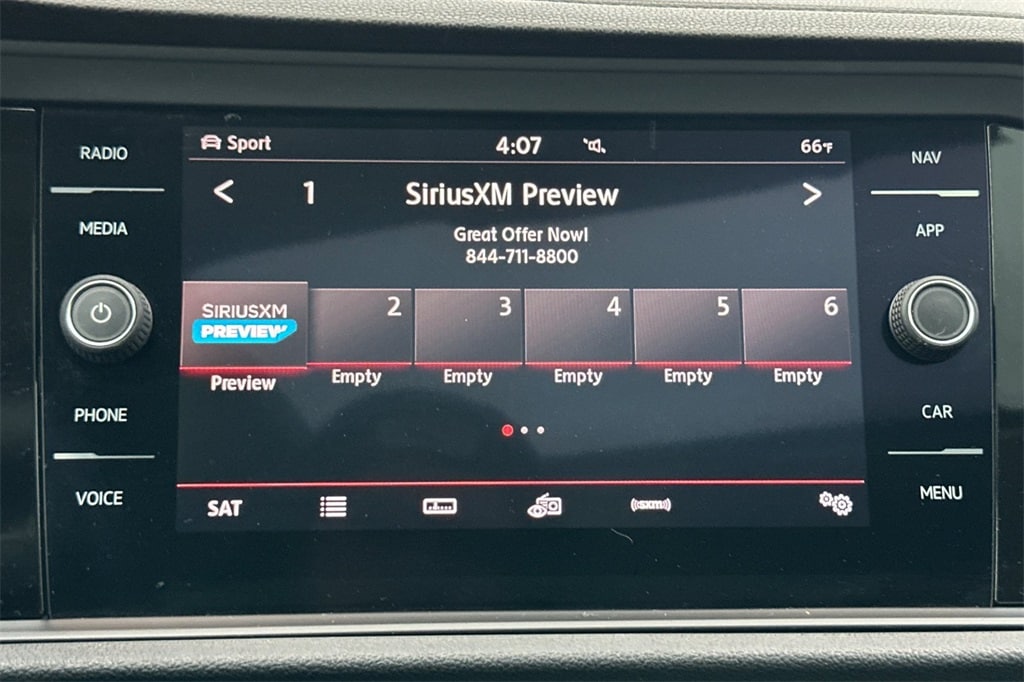 RADIO
MEDIA
PHONE
VOICE
Sport
4:07
66°F
< 1 SiriusXM Preview >
Great Offer Now!
844-711-8800
SIRIUSXM
PREVIEW
2
3
4
5
6
Preview
Empty
Empty
Empty
Empty
Empty
SAT
((SXM))
NAV
APP
CAR
MENU